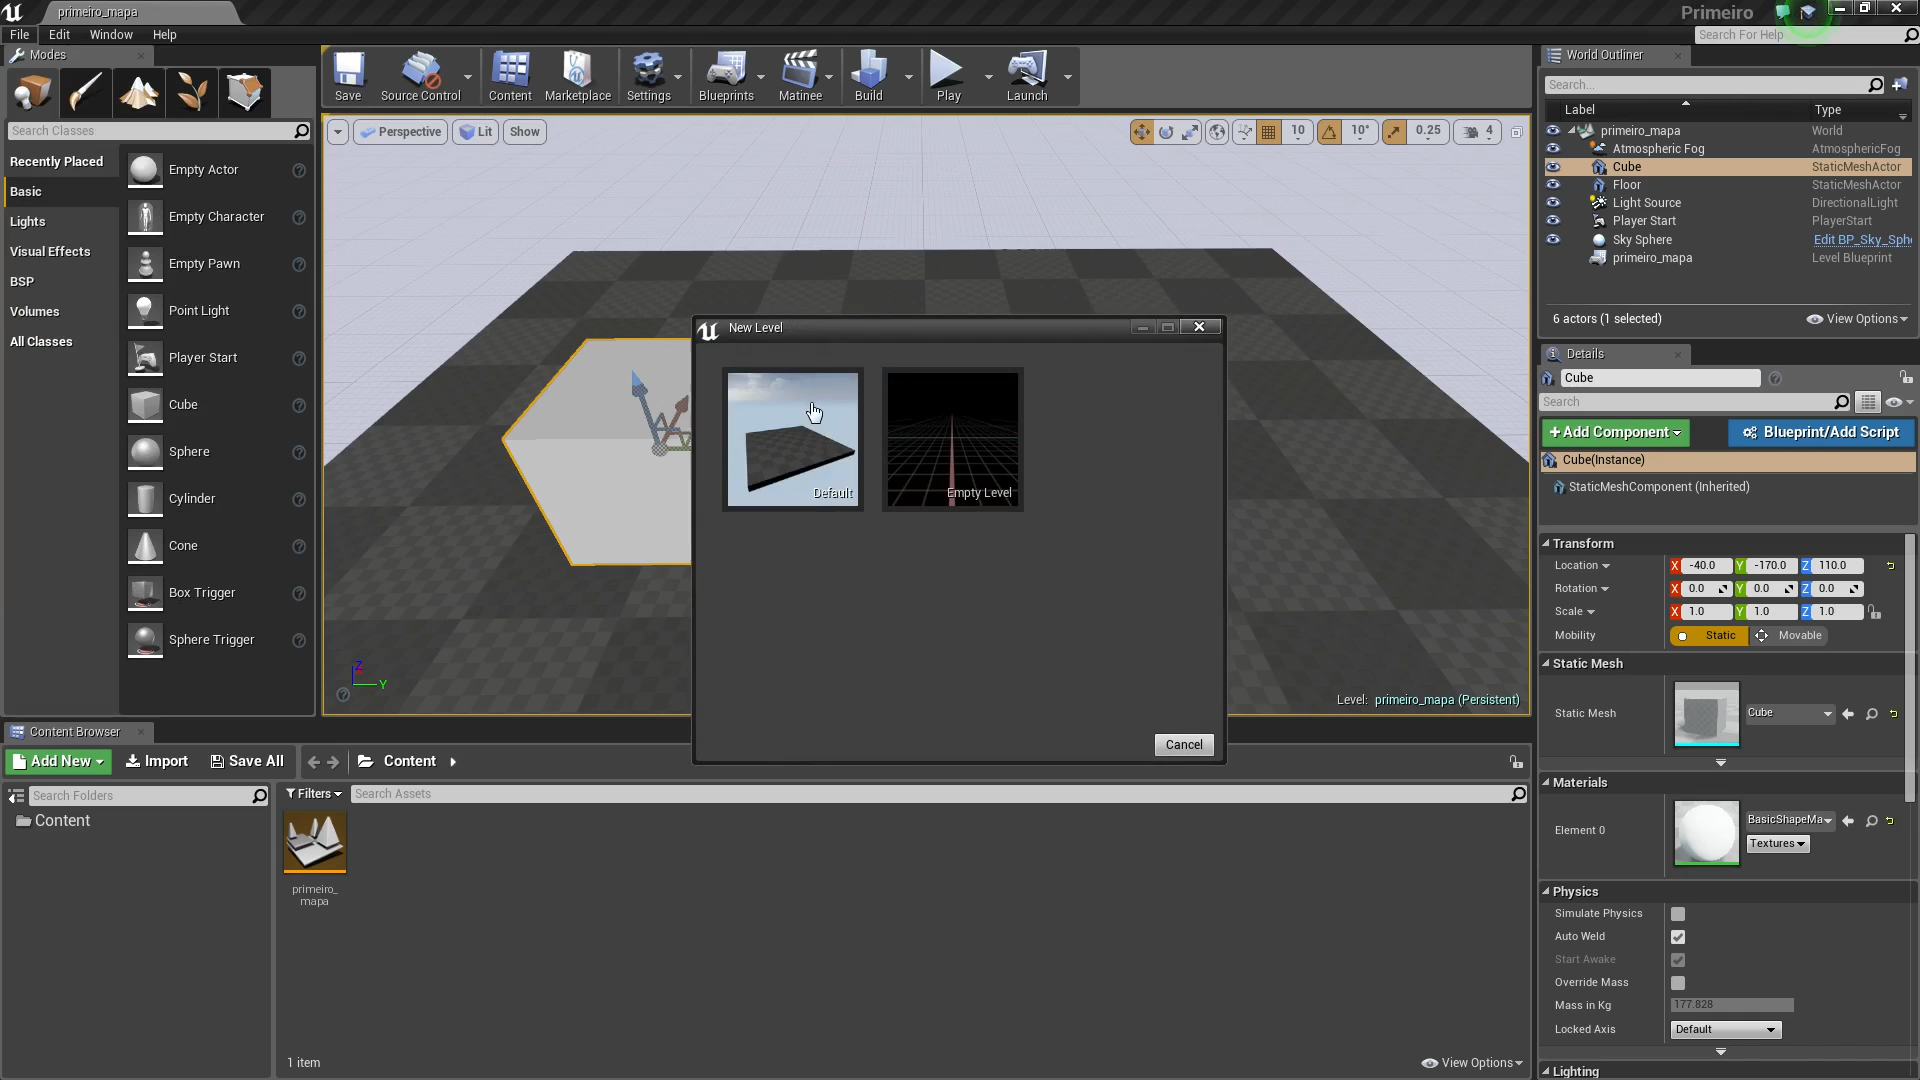 primeiro_mapa
Primeiro
File Edit Window Help
Search For Help
Modes
Search Classes
Recently Placed
Basic
Lights
Visual Effects
BSP
Volumes
All Classes
Empty Actor
Empty Character
Empty Pawn
Point Light
Player Start
Cube
Sphere
Cylinder
Cone
Box Trigger
Sphere Trigger
Save Source Control Content Marketplace Settings Blueprints Matinee Build Play Launch
Perspective Lit Show
10 10° 0.25 4
New Level
Default
Empty Level
Cancel
Z
Y
Level: primeiro_mapa (Persistent)
World Outliner
Search...
Label Type
primeiro_mapa World
Atmospheric Fog AtmosphericFog
Cube StaticMeshActor
Floor StaticMeshActor
Light Source DirectionalLight
Player Start PlayerStart
Sky Sphere Edit BP_Sky_Sph
primeiro_mapa Level Blueprint
6 actors (1 selected) View Options
Details
Cube
Search
+Add Component Blueprint/Add Script
Cube(Instance)
StaticMeshComponent (Inherited)
Transform
Location X -40.0 Y -170.0 Z 110.0
Rotation X 0.0 Y 0.0 Z 0.0
Scale X 1.0 Y 1.0 Z 1.0
Mobility Static Movable
Static Mesh
Static Mesh Cube
Materials
Element 0 BasicShapeMa
Textures
Physics
Simulate Physics
Auto Weld
Start Awake
Override Mass
Mass in Kg 177.828
Locked Axis Default
Lighting
Content Browser
Add New Import Save All Content
Search Folders
Content
Filters Search Assets
primeiro_
mapa
1 item View Options